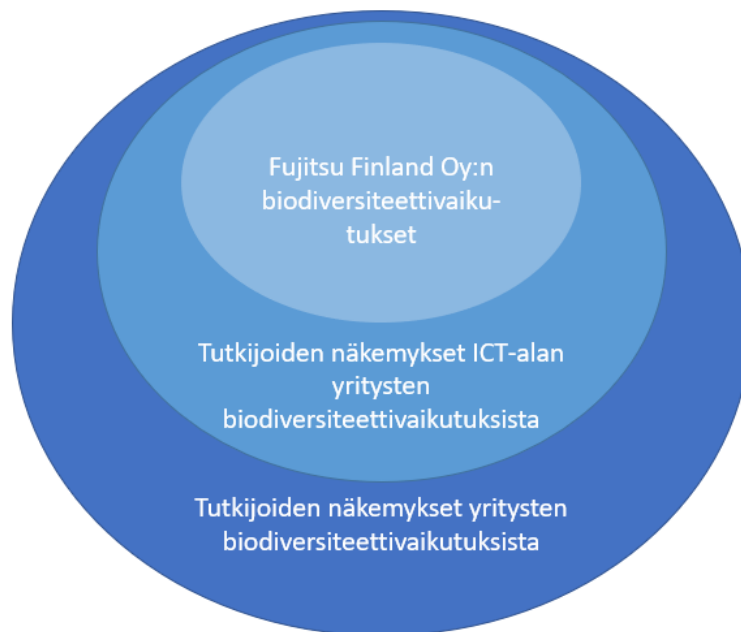 Fujitsu Finland Oy:n
biodiversiteettivaiku-
tukset
Tutkijoiden näkemykset ICT-alan
yritysten
biodiversiteettivaikutuksista
Tutkijoiden näkemykset yritysten
biodiversiteettivaikutuksista